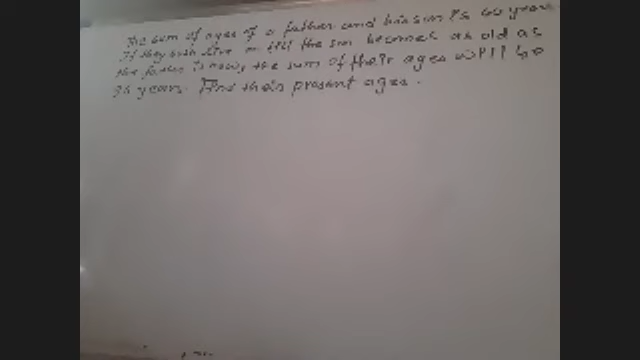 The sum of ages of a father and his son is 60 years
If they both live on till the son becomes as old as
the father is now, the sum of their ages will be
96 years. Find their present ages.